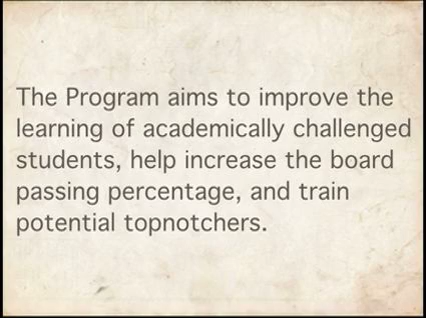 The Program aims to improve the
learning of academically challenged
students, help increase the board
passing percentage, and train
potential topnotchers.